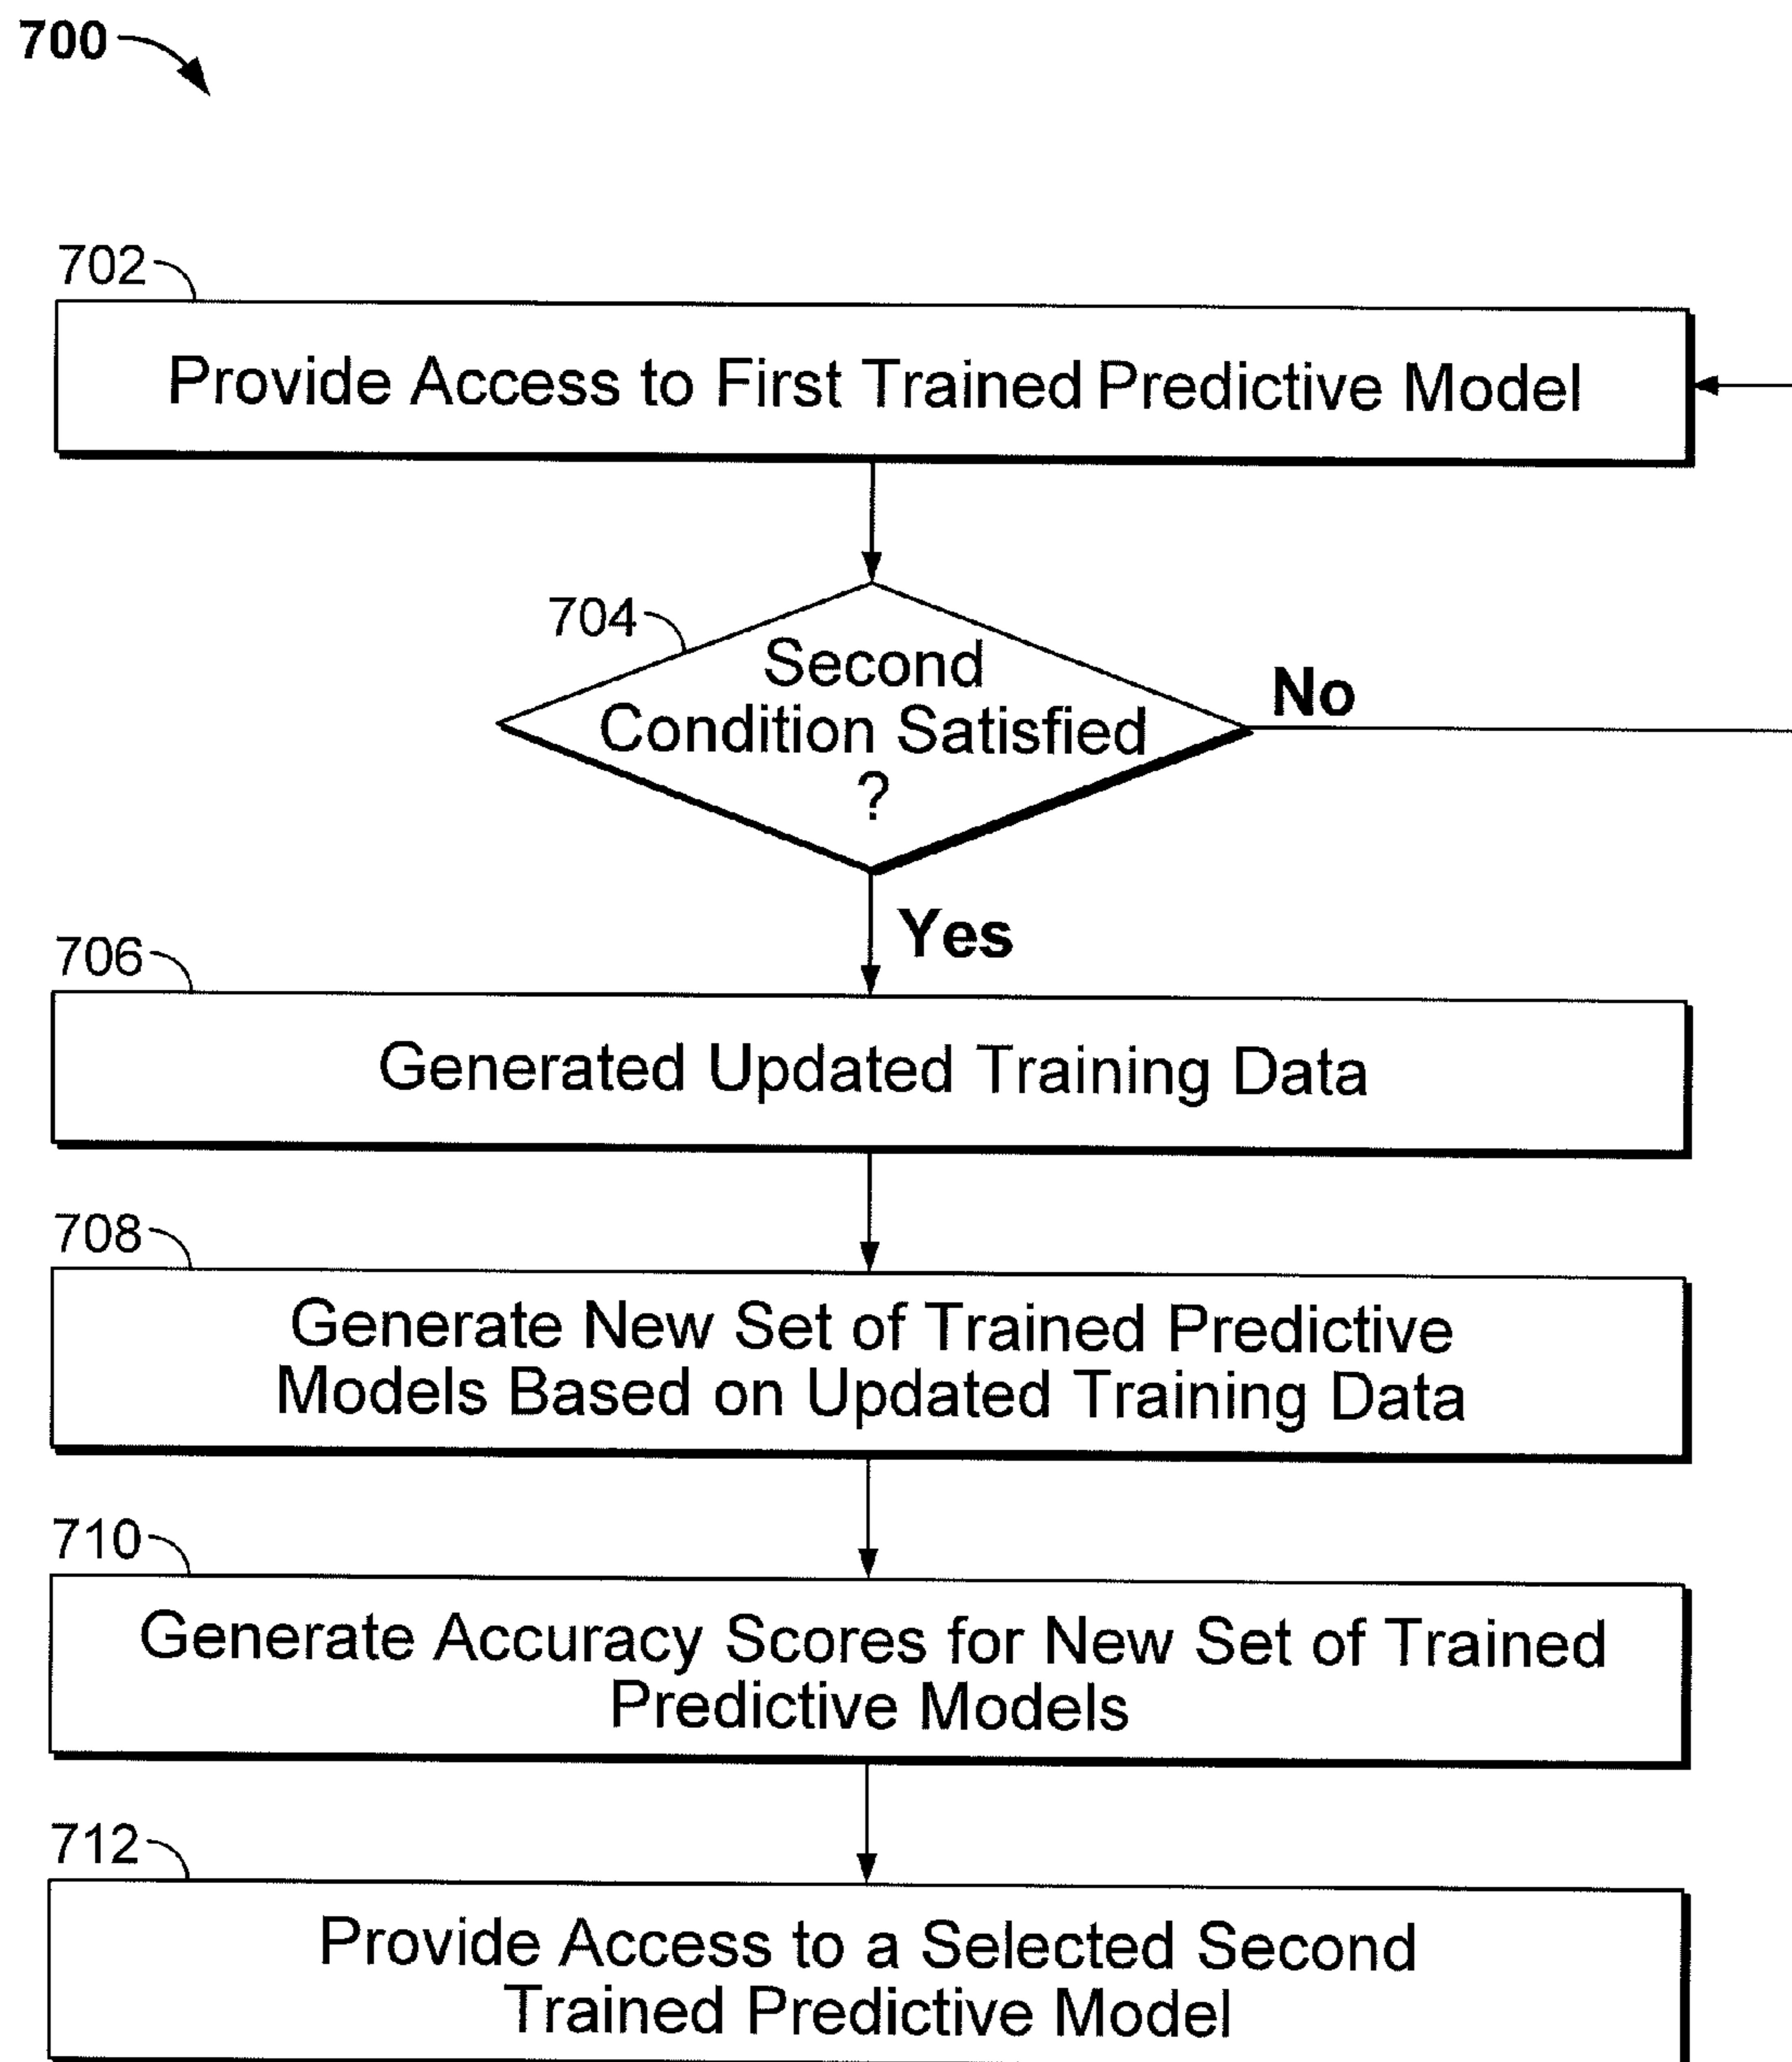 700
702
Provide Access to First Trained Predictive Model
704
Second
Condition Satisfied
?
No
Yes
706
Generated Updated Training Data
708
Generate New Set of Trained Predictive
Models Based on Updated Training Data
710
Generate Accuracy Scores for New Set of Trained
Predictive Models
712
Provide Access to a Selected Second
Trained Predictive Model